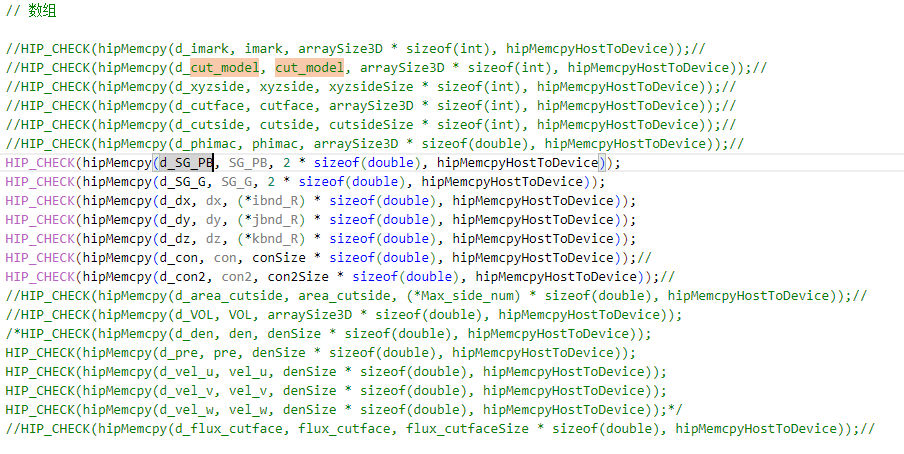 // 数组
//HIP_CHECK(hipMemcpy(d_imark, imark, arraySize3D * sizeof(int), hipMemcpyHostToDevice));//
//HIP_CHECK(hipMemcpy(d_cut_model, cut_model, arraySize3D * sizeof(int), hipMemcpyHostToDevice));//
//HIP_CHECK(hipMemcpy(d_xyzside, xyzside, xyzsideSize * sizeof(int), hipMemcpyHostToDevice));//
//HIP_CHECK(hipMemcpy(d_cutface, cutface, arraySize3D * sizeof(int), hipMemcpyHostToDevice));//
//HIP_CHECK(hipMemcpy(d_cutside, cutside, cutsideSize * sizeof(int), hipMemcpyHostToDevice));//
//HIP_CHECK(hipMemcpy(d_phimac, phimac, arraySize3D * sizeof(double), hipMemcpyHostToDevice));//
HIP_CHECK(hipMemcpy(d_SG_PB, SG_PB, 2 * sizeof(double), hipMemcpyHostToDevice));
HIP_CHECK(hipMemcpy(d_SG_G, SG_G, 2 * sizeof(double), hipMemcpyHostToDevice));
HIP_CHECK(hipMemcpy(d_dx, dx, (*ibnd_R) * sizeof(double), hipMemcpyHostToDevice));
HIP_CHECK(hipMemcpy(d_dy, dy, (*jbnd_R) * sizeof(double), hipMemcpyHostToDevice));
HIP_CHECK(hipMemcpy(d_dz, dz, (*kbnd_R) * sizeof(double), hipMemcpyHostToDevice));
HIP_CHECK(hipMemcpy(d_con, con, conSize * sizeof(double), hipMemcpyHostToDevice));//
HIP_CHECK(hipMemcpy(d_con2, con2, con2Size * sizeof(double), hipMemcpyHostToDevice));//
//HIP_CHECK(hipMemcpy(d_area_cutside, area_cutside, (*Max_side_num) * sizeof(double), hipMemcpyHostToDevice));//
//HIP_CHECK(hipMemcpy(d_VOL, VOL, arraySize3D * sizeof(double), hipMemcpyHostToDevice));
/*HIP_CHECK(hipMemcpy(d_den, den, denSize * sizeof(double), hipMemcpyHostToDevice));
HIP_CHECK(hipMemcpy(d_pre, pre, denSize * sizeof(double), hipMemcpyHostToDevice));
HIP_CHECK(hipMemcpy(d_vel_u, vel_u, denSize * sizeof(double), hipMemcpyHostToDevice));
HIP_CHECK(hipMemcpy(d_vel_v, vel_v, denSize * sizeof(double), hipMemcpyHostToDevice));
HIP_CHECK(hipMemcpy(d_vel_w, vel_w, denSize * sizeof(double), hipMemcpyHostToDevice));*/
//HIP_CHECK(hipMemcpy(d_flux_cutface, flux_cutface, flux_cutfaceSize * sizeof(double), hipMemcpyHostToDevice));//